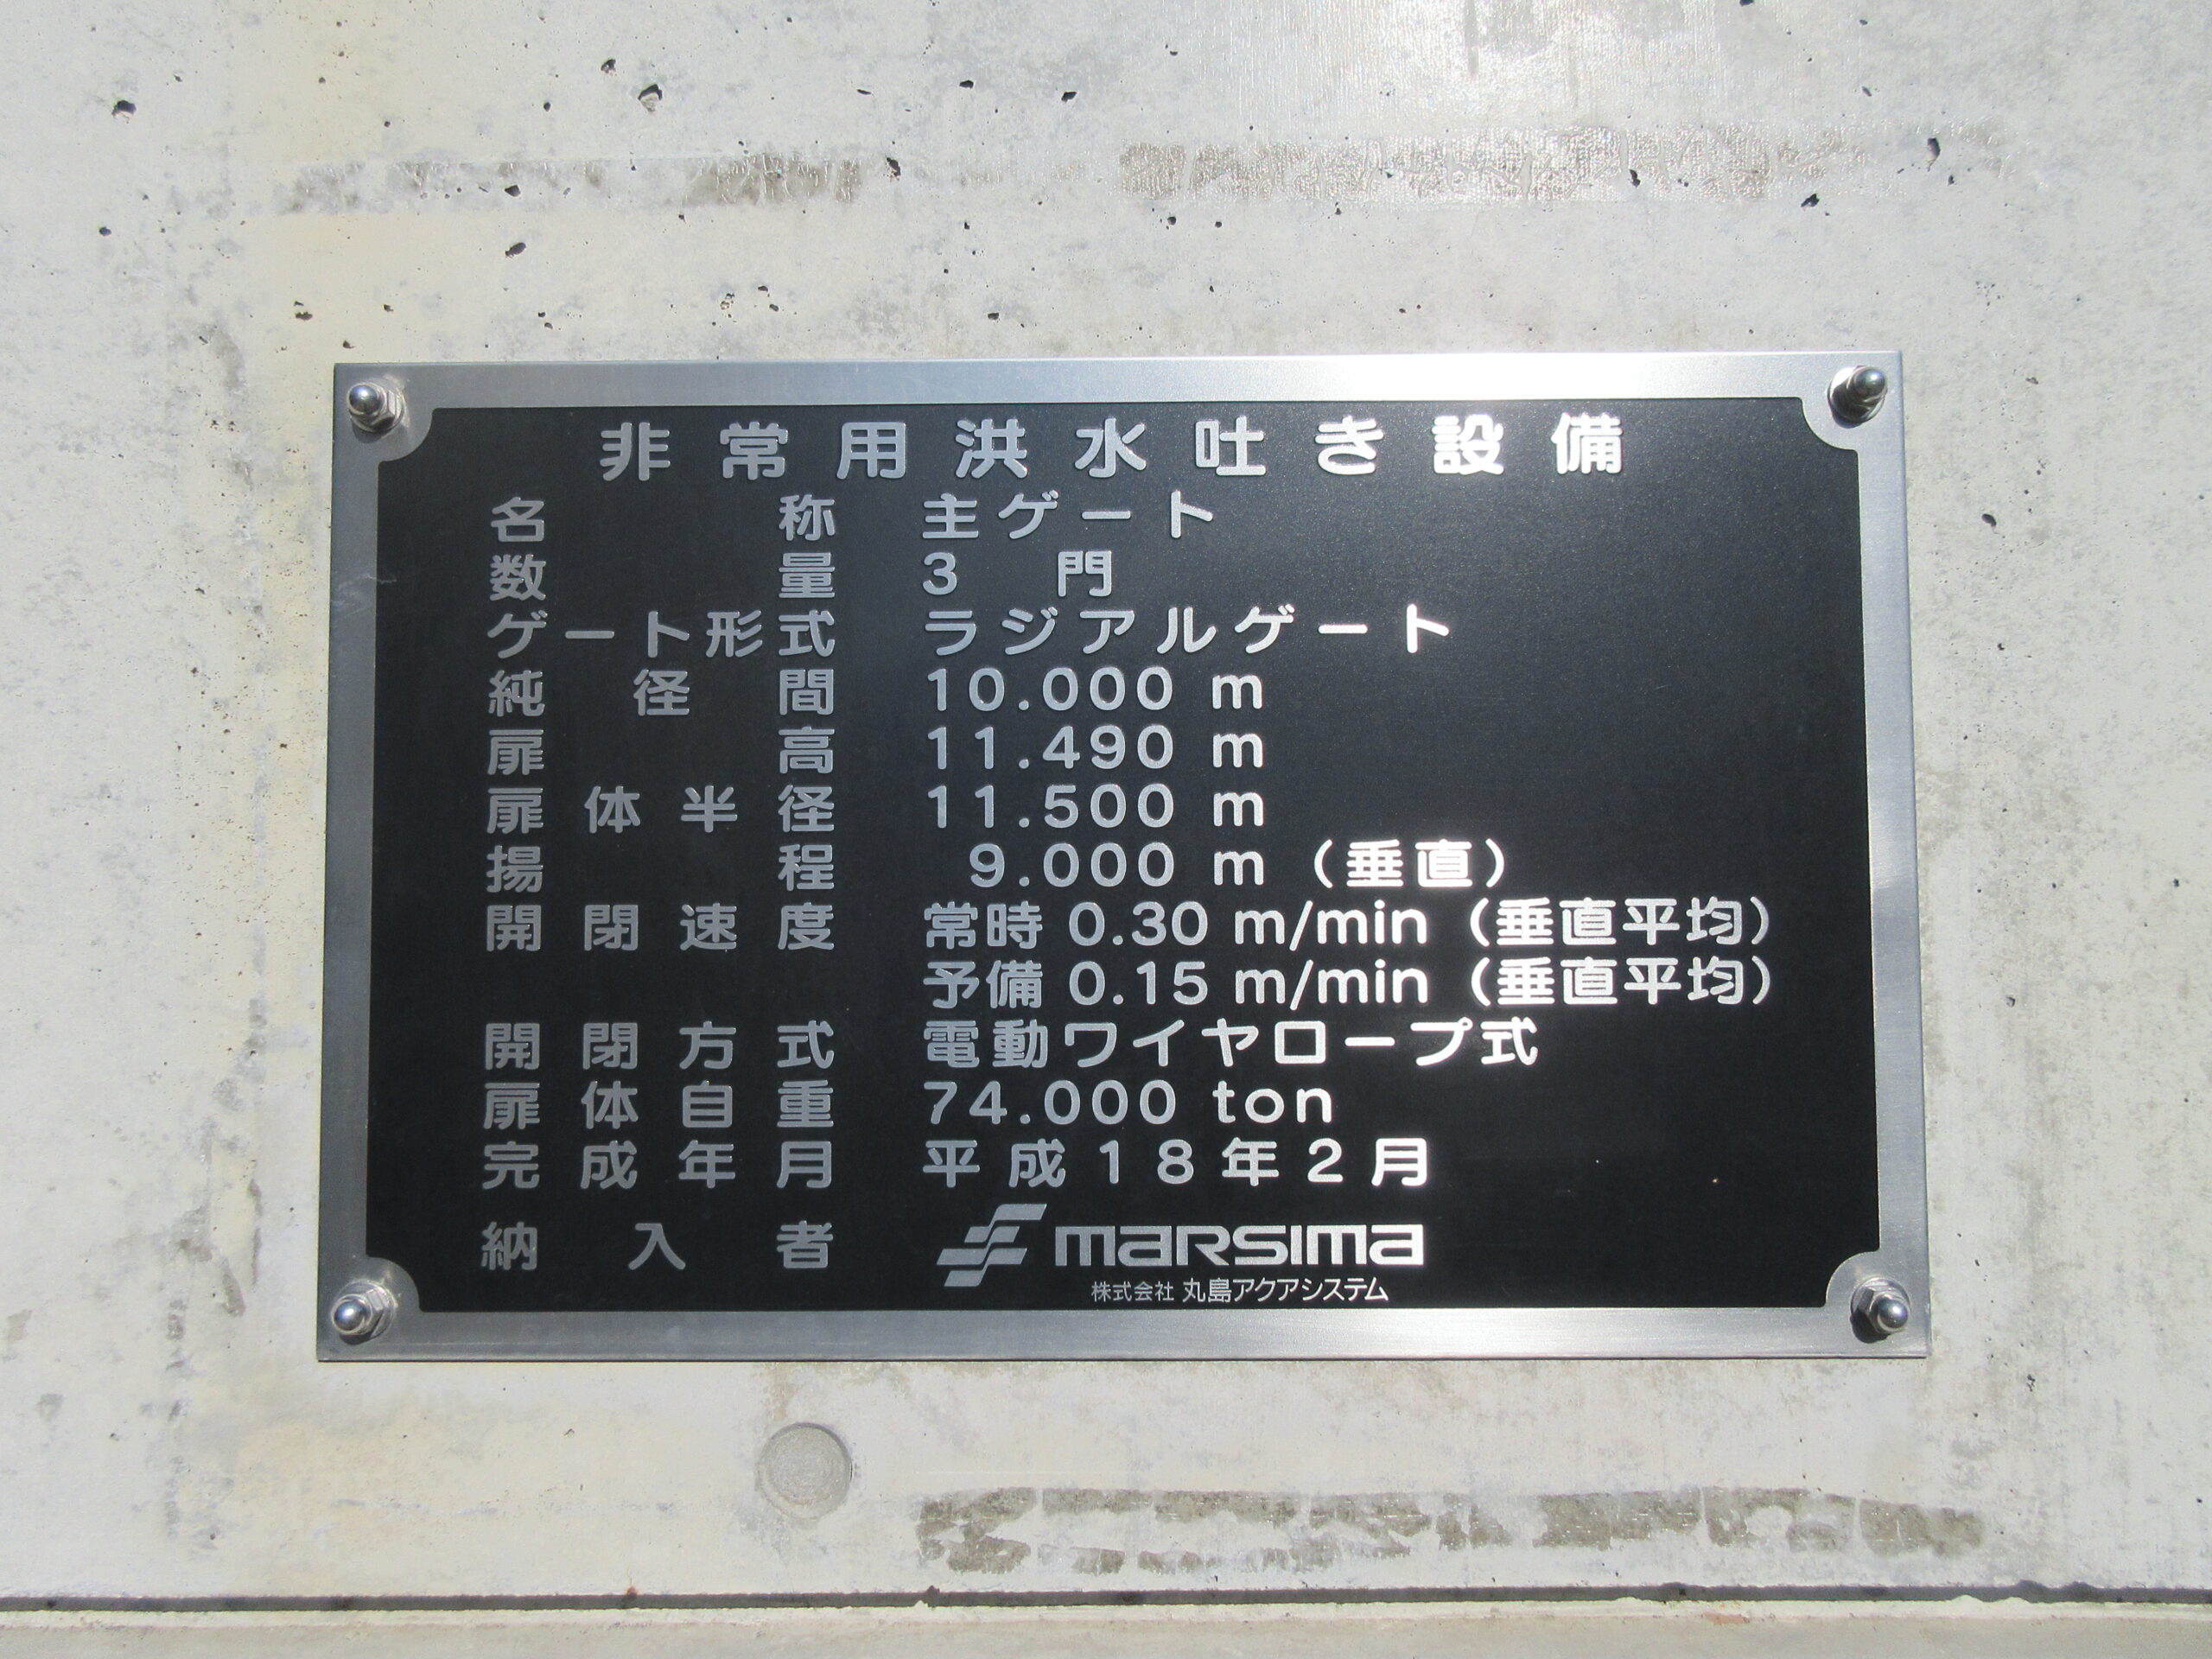 非常用洪水吐き設備
名称 主ゲート
数量 3 門
ゲート形式 ラジアルゲート
純径間 10.000 m
扉高 11.490 m
扉体半径 11.500 m
揚程 9.000 m (垂直)
開閉速度 常時 0.30 m/min (垂直平均)
予備 0.15 m/min (垂直平均)
開閉方式 電動ワイヤロープ式
扉体自重 74.000 ton
完成年月 平成18年2月
納入者 marsima
株式会社 丸島アクアシステム